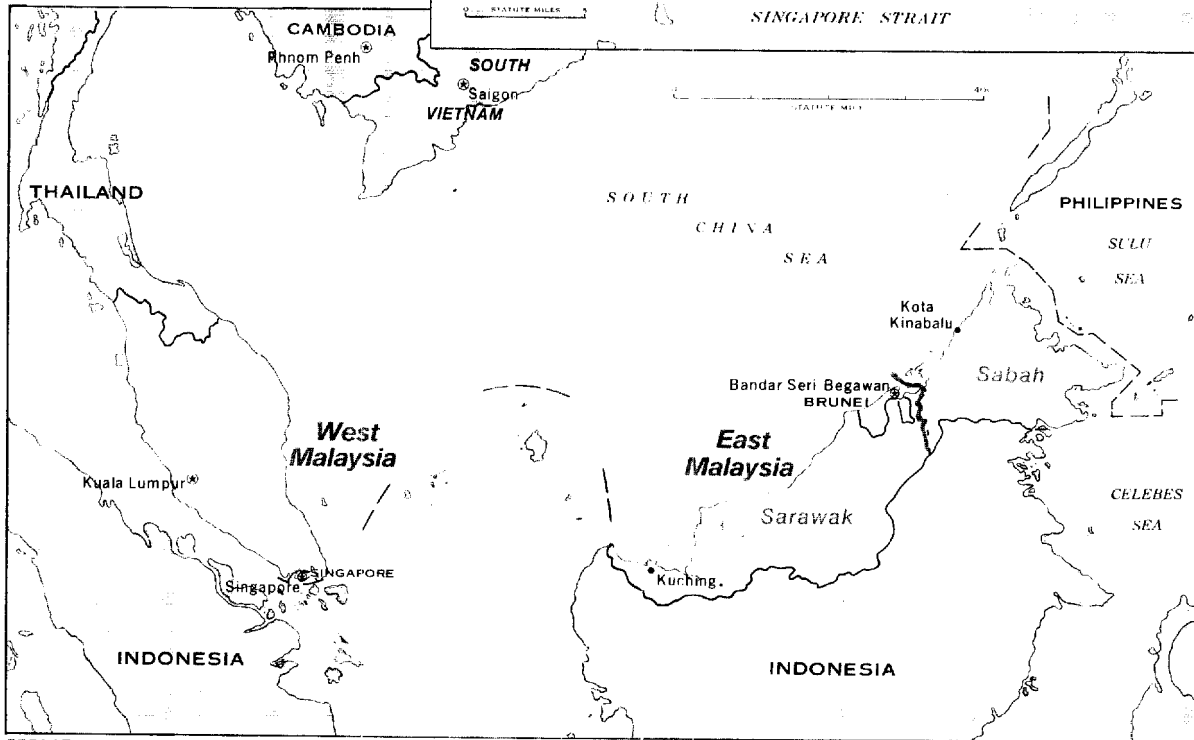 STATUTE MILES
SINGAPORE STRAIT
CAMBODIA
Phnom Penh
SOUTH
VIETNAM
Saigon
0
STATUTE
THAILAND
SOUTH
CHINA
SEA
PHILIPPINES
SULU
SEA
Kota
Kinabalu
Sabah
Bandar Seri Begawan
BRUNEI
West
Malaysia
East
Malaysia
Kuala Lumpur
Sarawak
CELEBES
SEA
SINGAPORE
Singapore
Kuching
INDONESIA
INDONESIA